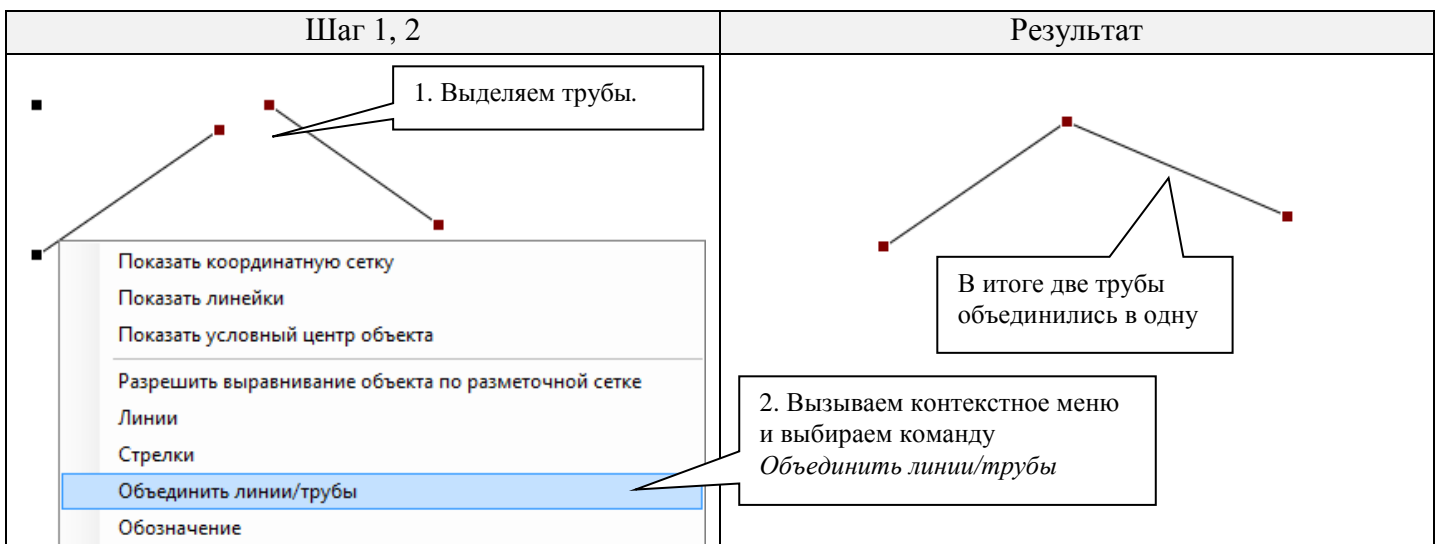 Шаг 1, 2
Результат
1. Выделяем трубы.
Показать координатную сетку
Показать линейки
Показать условный центр объекта
Разрешить выравнивание объекта по разметочной сетке
Линии
Стрелки
Объединить линии/трубы
Обозначение
В итоге две трубы
объединились в одну
2. Вызываем контекстное меню
и выбираем команду
Объединить линии/трубы